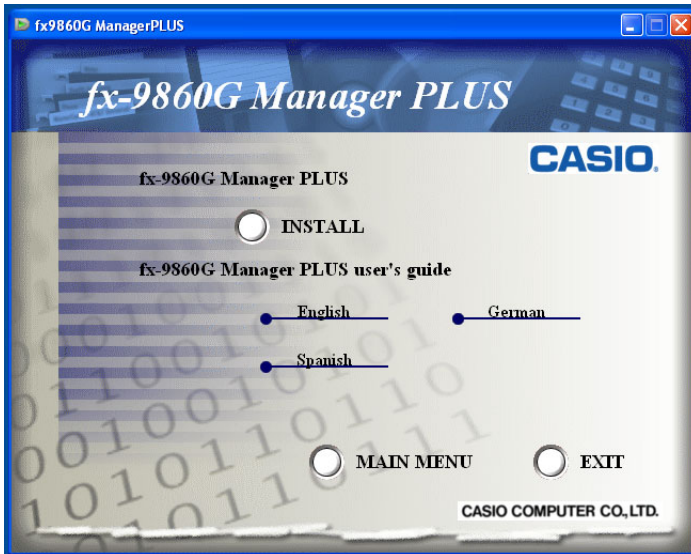 fx9860G ManagerPLUS
fx-9860G Manager PLUS
CASIO.
fx-9860G Manager PLUS
INSTALL
fx-9860G Manager PLUS user's guide
English German
Spanish
MAIN MENU EXIT
CASIO COMPUTER CO., LTD.